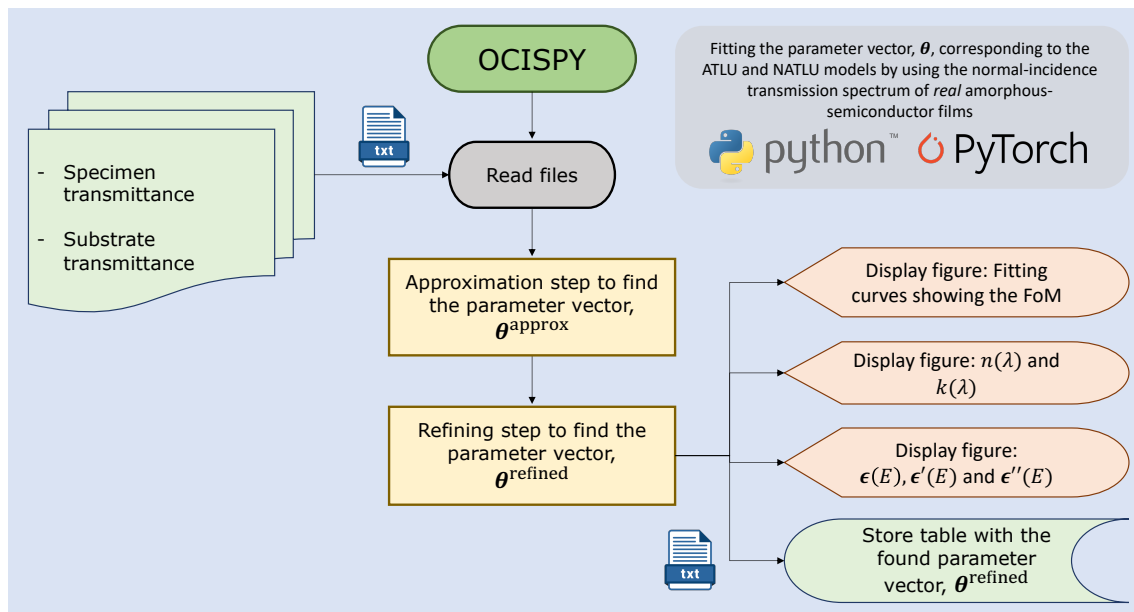 OCISPY
Fitting the parameter vector, 𝜽, corresponding to the
ATLU and NATLU models by using the normal-incidence
transmission spectrum of real amorphous-
semiconductor films
python™
PyTorch
txt
- Specimen
transmittance
- Substrate
transmittance
Read files
Approximation step to find
the parameter vector,
𝜽^approx
Refining step to find the
parameter vector,
𝜽^refined
Display figure: Fitting
curves showing the FoM
Display figure: n(λ) and
k(λ)
Display figure:
𝝐(E), 𝝐′(E) and 𝝐′′(E)
txt
Store table with the
found parameter
vector, 𝜽^refined